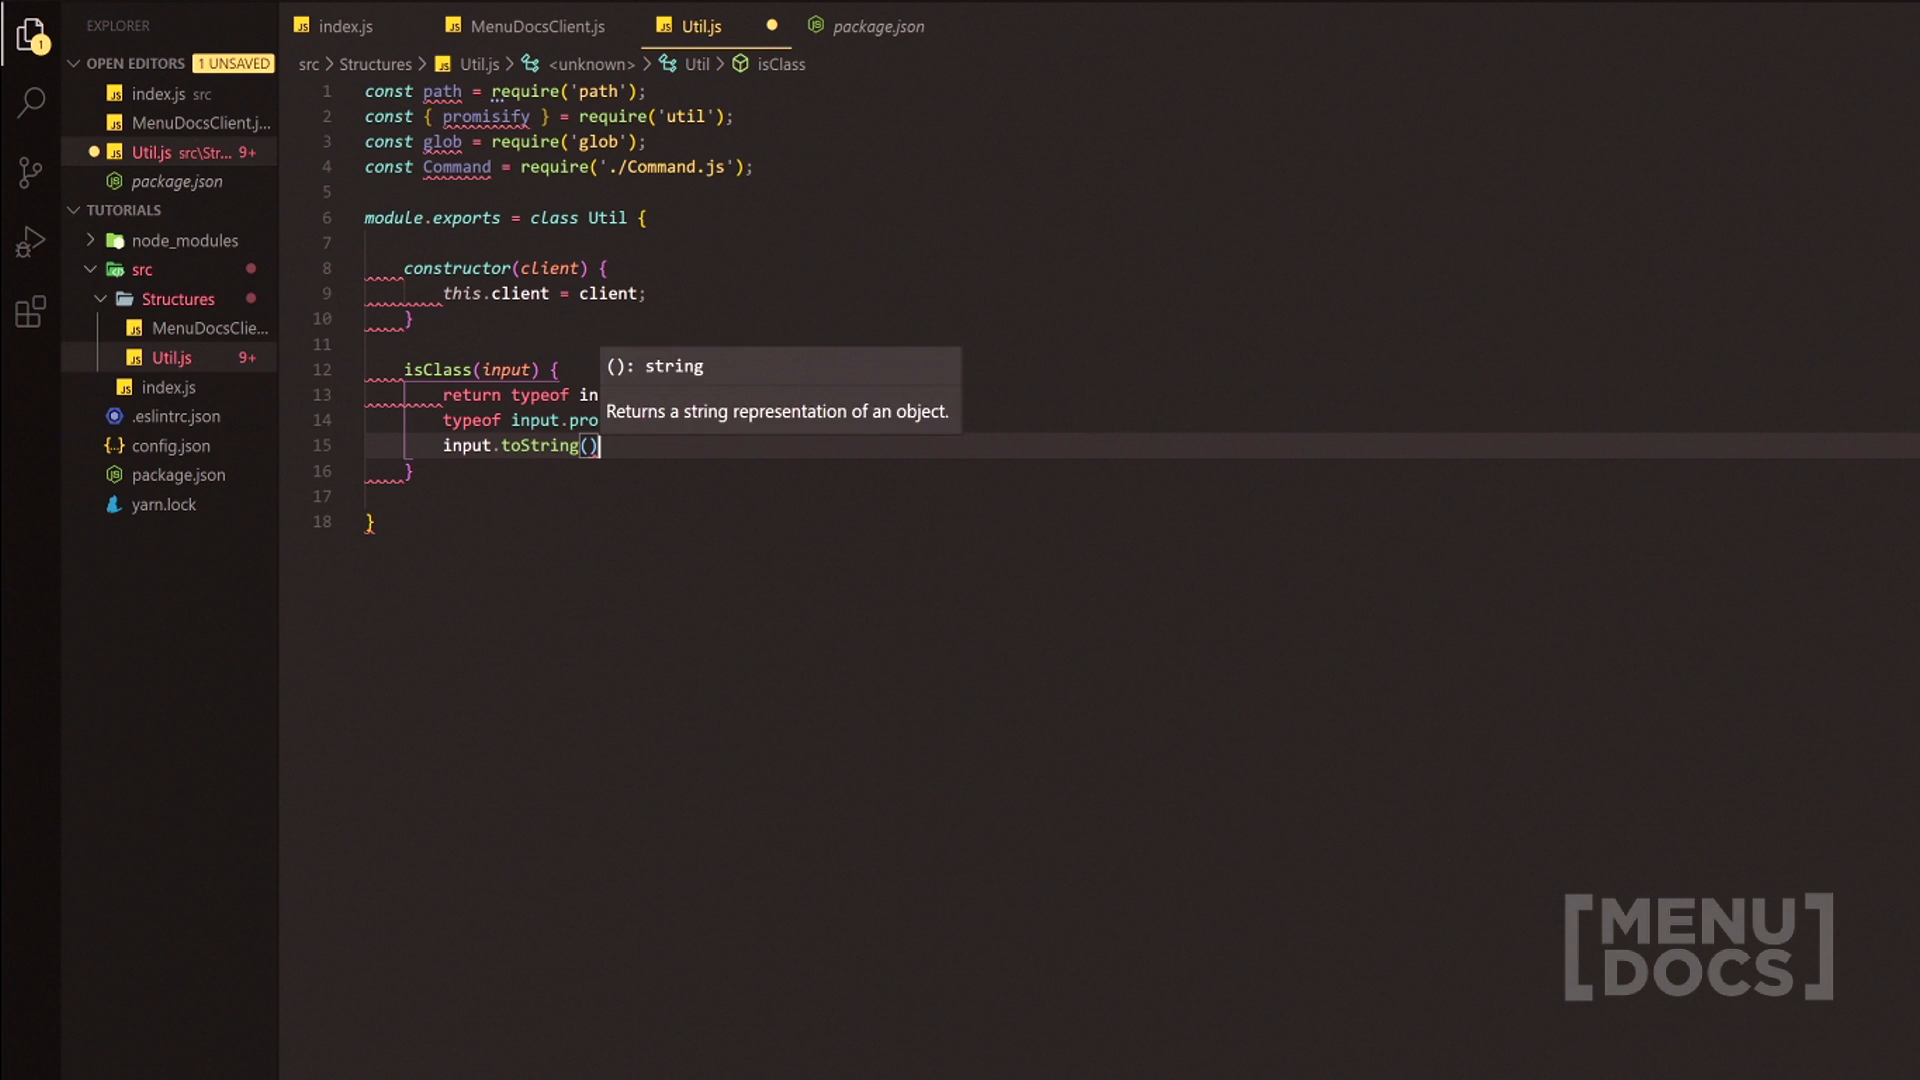 EXPLORER
OPEN EDITORS 1 UNSAVED
index.js src
MenuDocsClient.j...
Util.js src\Str... 9+
package.json
TUTORIALS
node_modules
src
Structures
MenuDocsClie...
Util.js 9+
index.js
.eslintrc.json
config.json
package.json
yarn.lock
1
index.js
MenuDocsClient.js
Util.js
package.json
src > Structures > Util.js > <unknown> > Util > isClass
1 const path = require('path');
2 const { promisify } = require('util');
3 const glob = require('glob');
4 const Command = require('./Command.js');
5
6 module.exports = class Util {
7
8 constructor(client) {
9 this.client = client;
10 }
11
12 isClass(input) {
13 return typeof in
14 typeof input.pro
15 input.toString()
16 }
17
18 }
(): string
Returns a string representation of an object.
[MENU
DOCS]